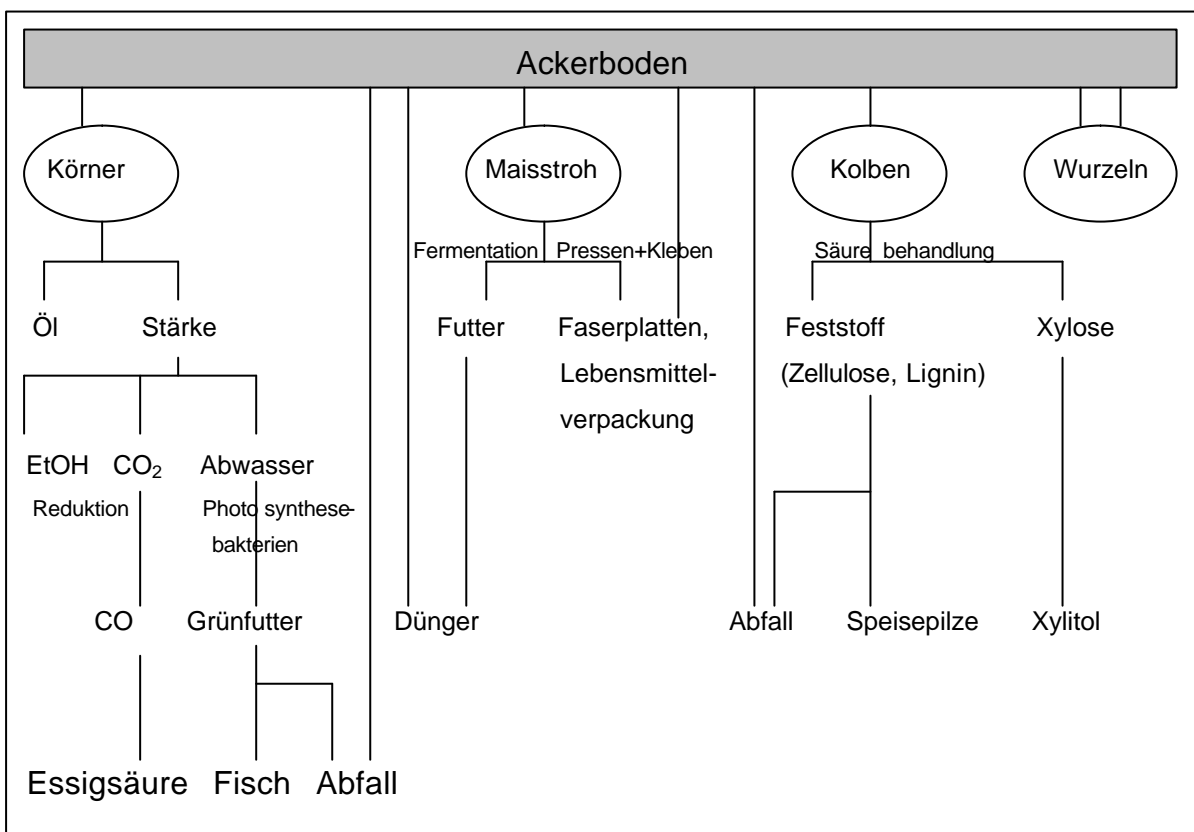 Ackerboden
Körner Maisstroh Kolben Wurzeln
Fermentation Pressen+Kleben Säure behandlung
Öl Stärke Futter Faserplatten, Feststoff Xylose
Lebensmittel- (Zellulose, Lignin)
verpackung
EtOH CO₂ Abwasser
Reduktion Photo synthese-
bakterien
CO Grünfutter Dünger Abfall Speisepilze Xylitol
Essigsäure Fisch Abfall